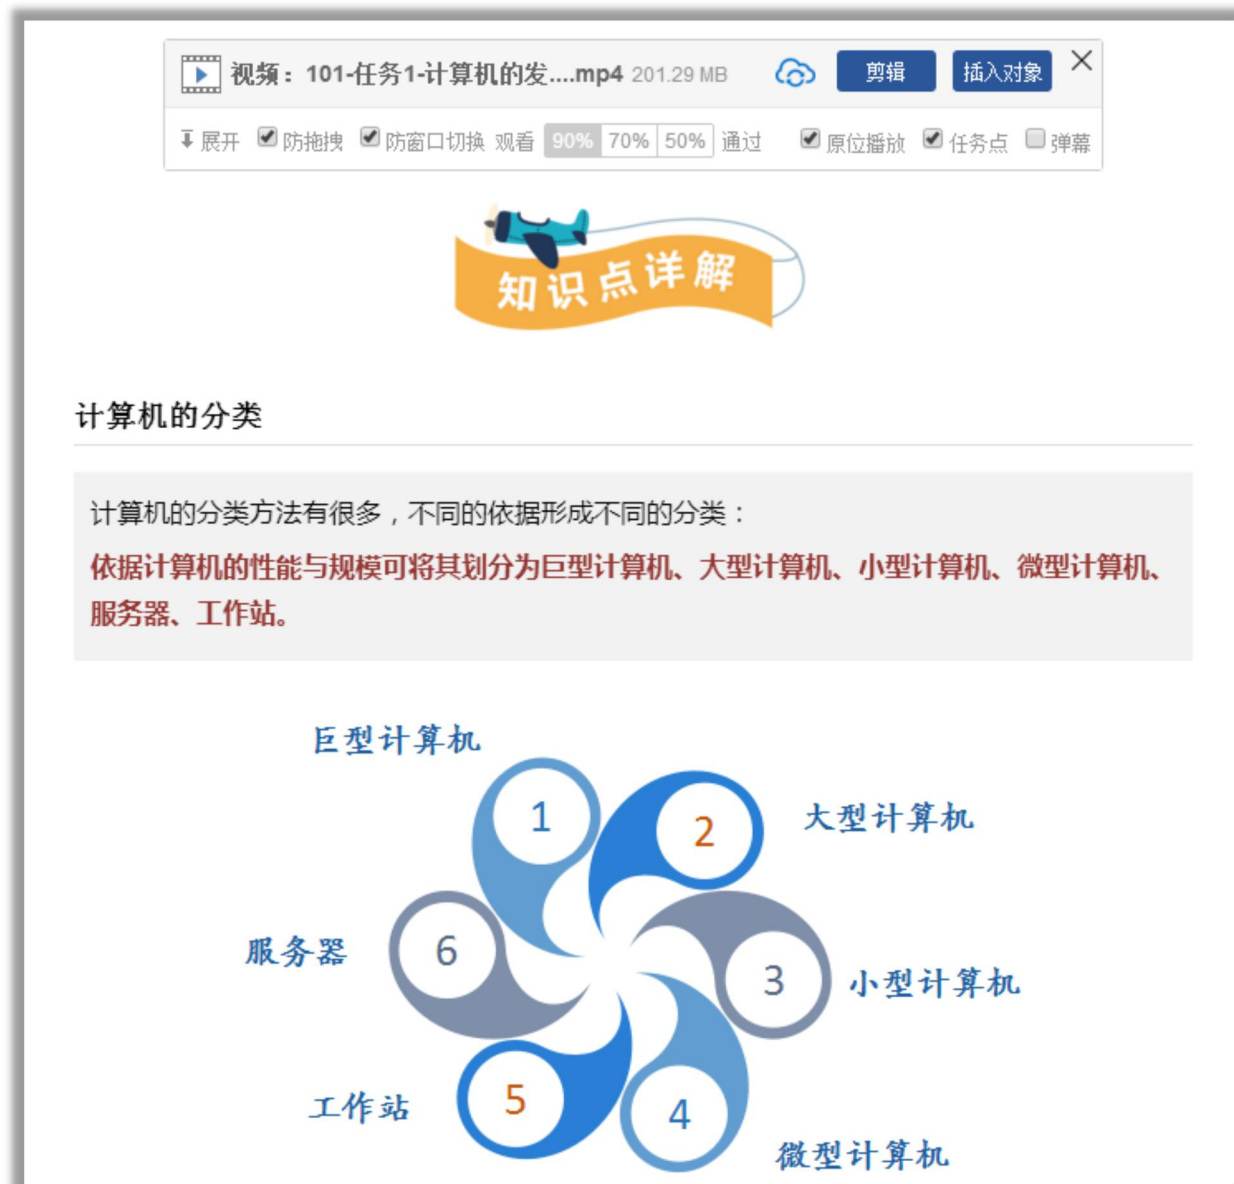 视频：101-任务1-计算机的发....mp4 201.29 MB 剪辑 插入对象
展开 防拖拽 防窗口切换 观看 90% 70% 50% 通过 原位播放 任务点 弹幕
知识点详解
计算机的分类
计算机的分类方法有很多，不同的依据形成不同的分类：
依据计算机的性能与规模可将其划分为巨型计算机、大型计算机、小型计算机、微型计算机、
服务器、工作站。
巨型计算机
1
2
大型计算机
服务器
6
3
小型计算机
工作站
5
4
微型计算机